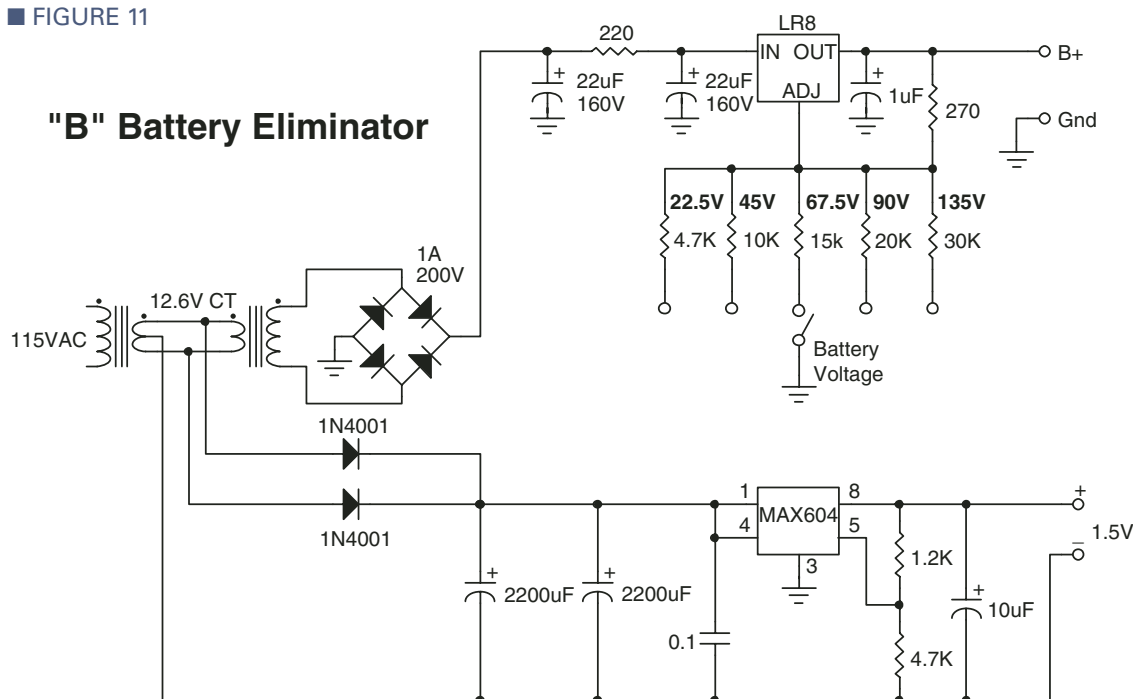 ■ FIGURE 11
"B" Battery Eliminator
220
LR8
IN OUT
ADJ
B+
+
22uF
160V
+
22uF
160V
+
1uF
270
Gnd
22.5V
45V
67.5V
90V
135V
4.7K
10K
15k
20K
30K
1A
200V
12.6V CT
115VAC
Battery
Voltage
1N4001
1N4001
1
4
MAX604
8
5
3
+
–
1.5V
1.2K
+
2200uF
+
2200uF
+
10uF
0.1
4.7K